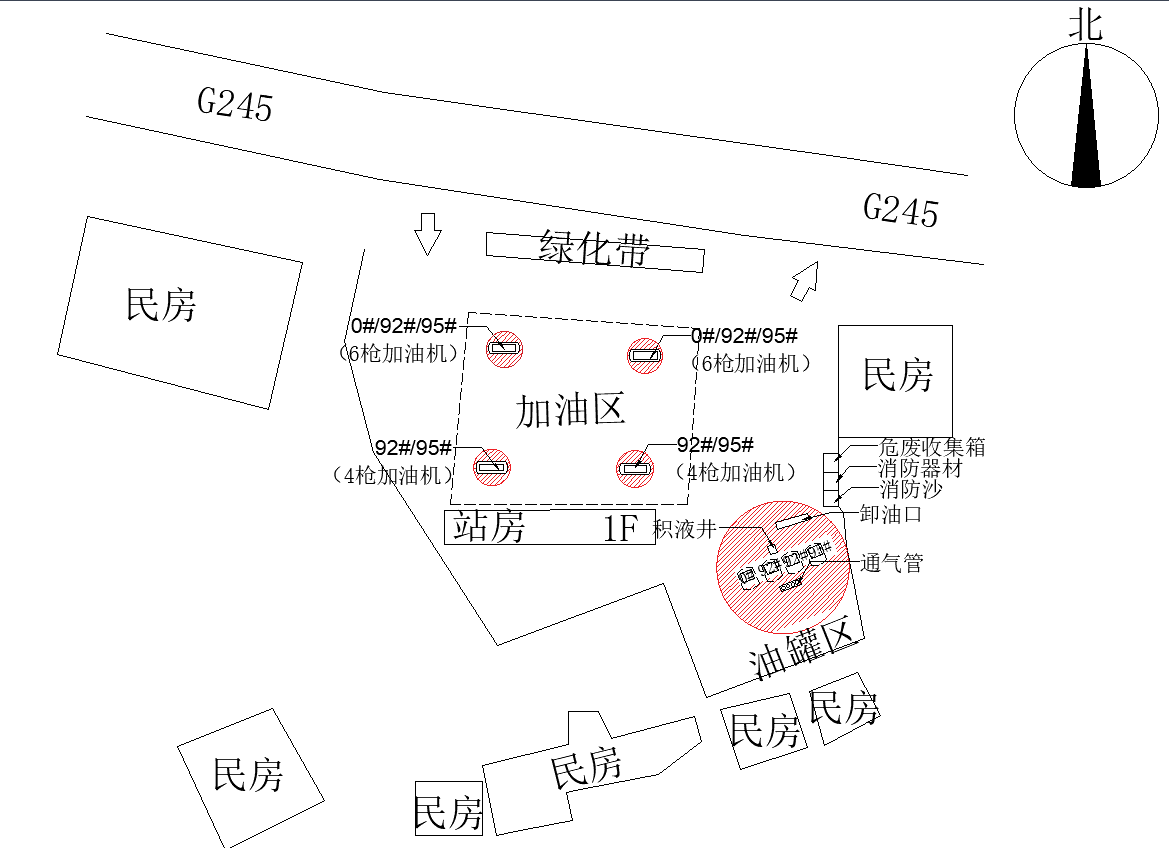 北
G245
G245
绿化带
民房
0#/92#/95#
（6枪加油机）
0#/92#/95#
（6枪加油机）
民房
加油区
92#/95#
（4枪加油机）
92#/95#
（4枪加油机）
危废收集箱
消防器材
消防沙
卸油口
站房 1F
积液井
通气管
油罐区
民房
民房
民房
民房
民房